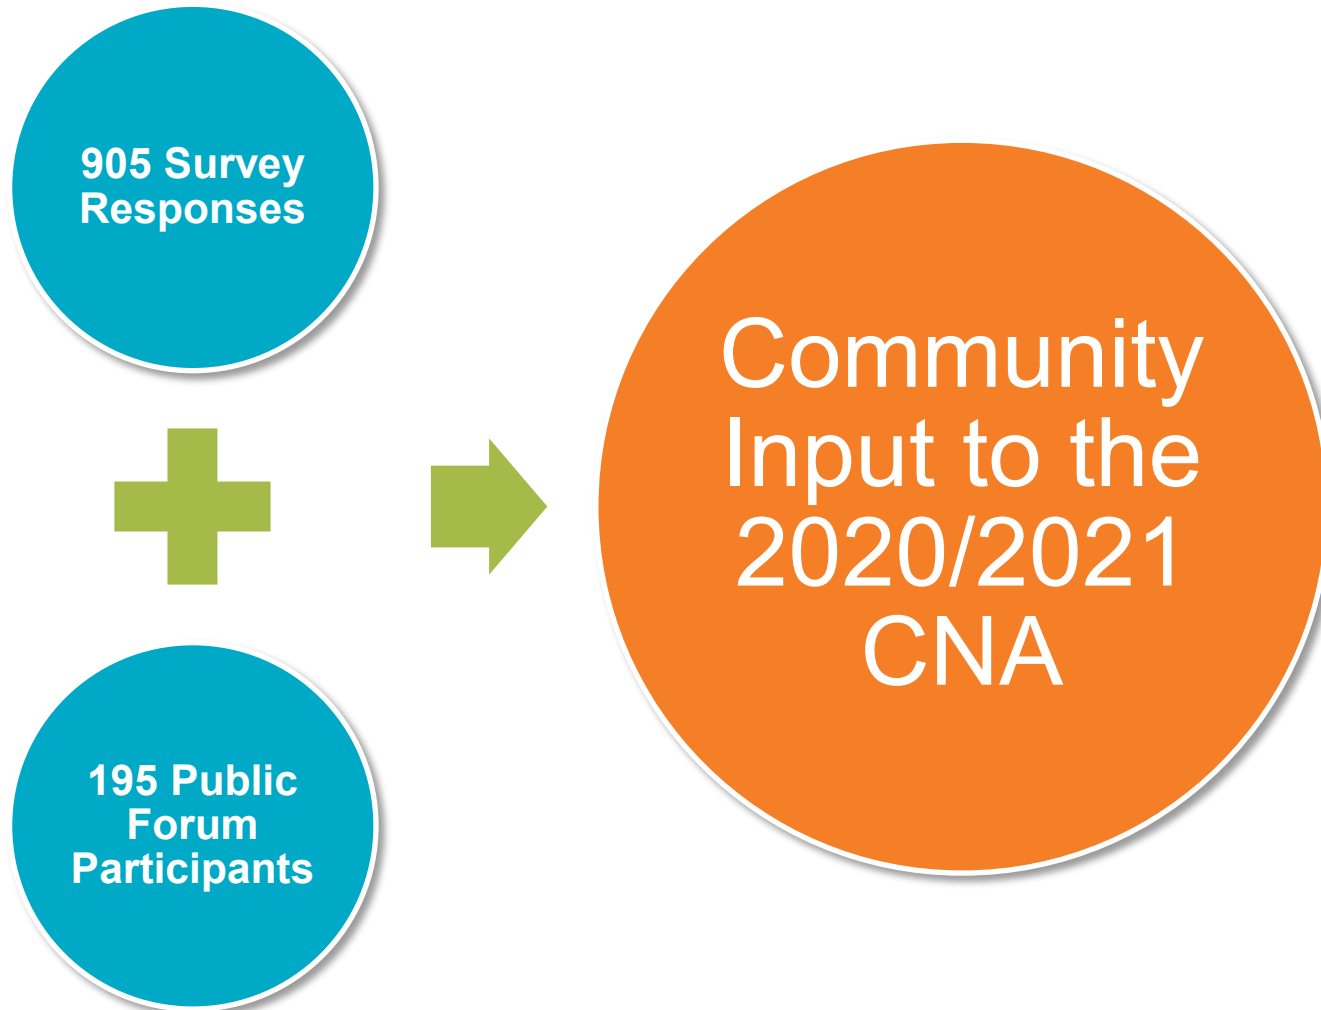 905 Survey
Responses
195 Public
Forum
Participants
Community
Input to the
2020/2021
CNA